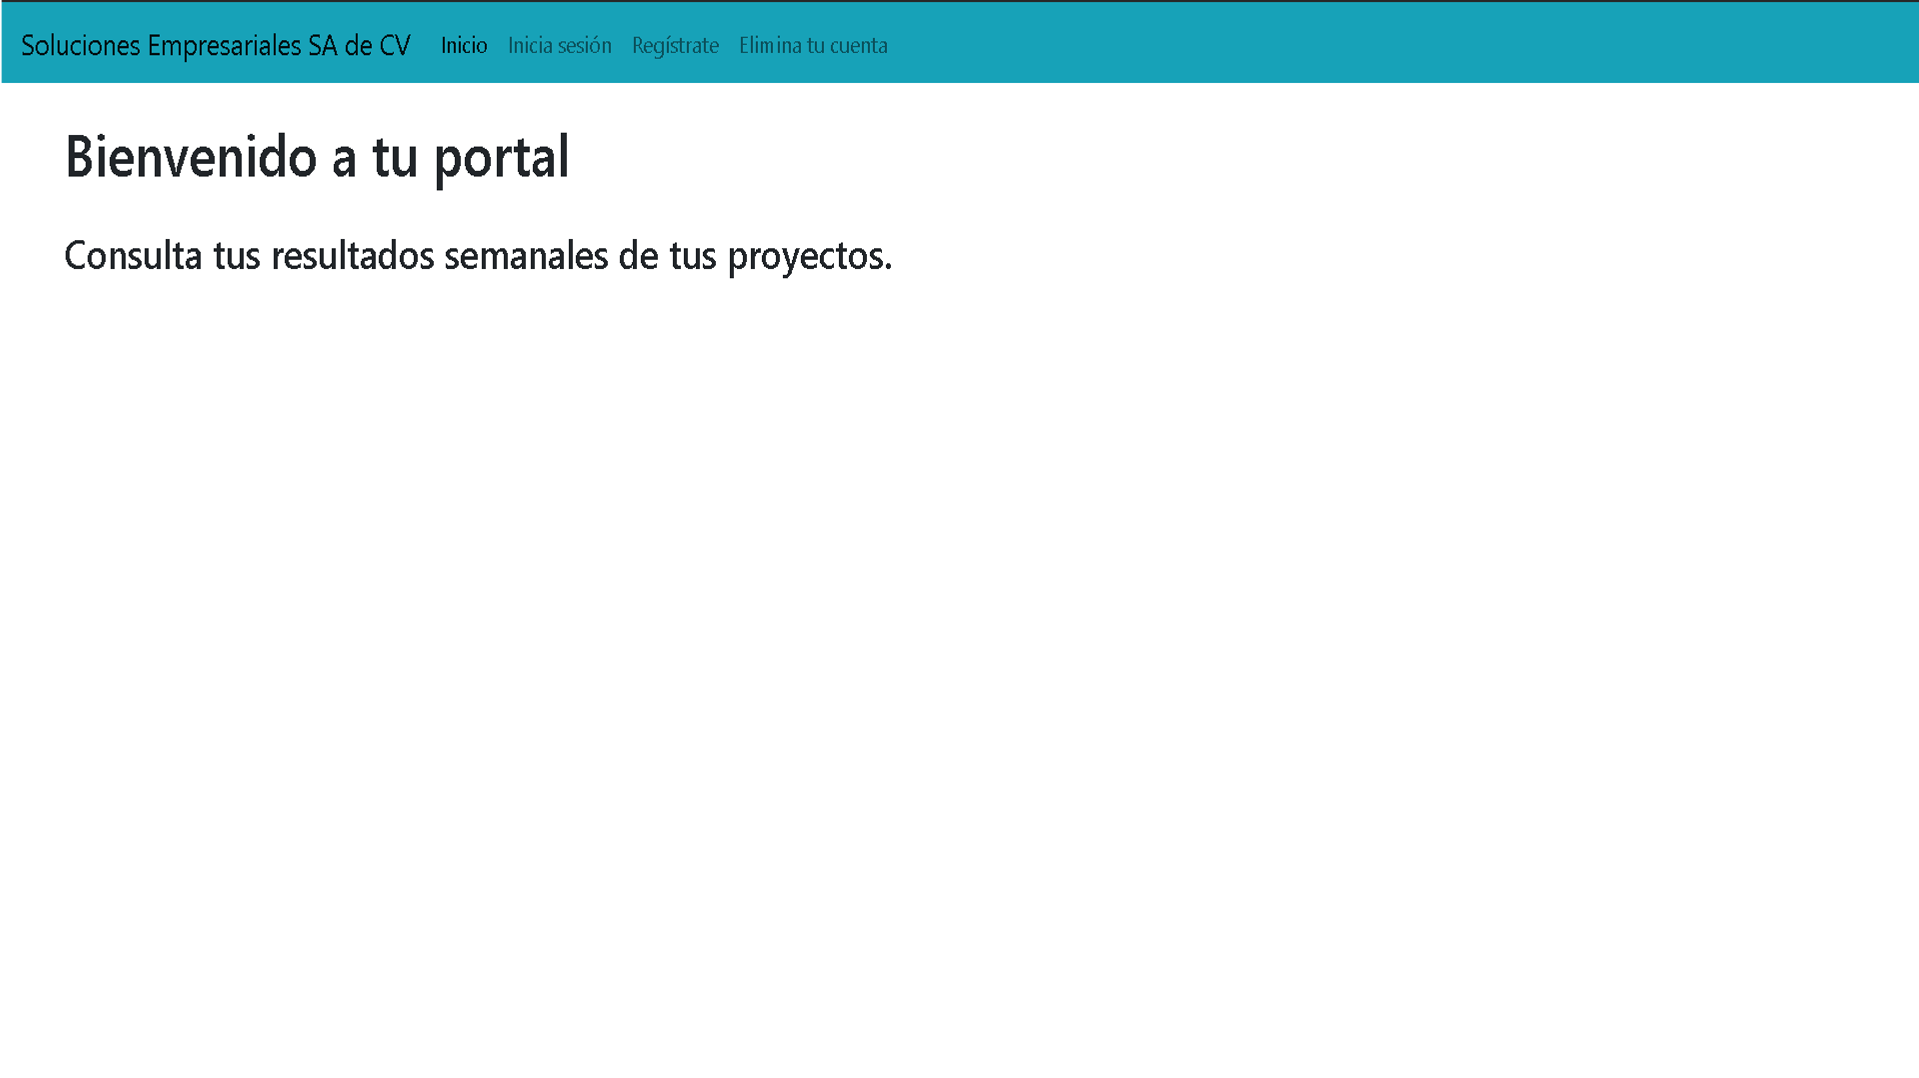 Soluciones Empresariales SA de CV Inicio Inicia sesión Regístrate Elimina tu cuenta
Bienvenido a tu portal
Consulta tus resultados semanales de tus proyectos.